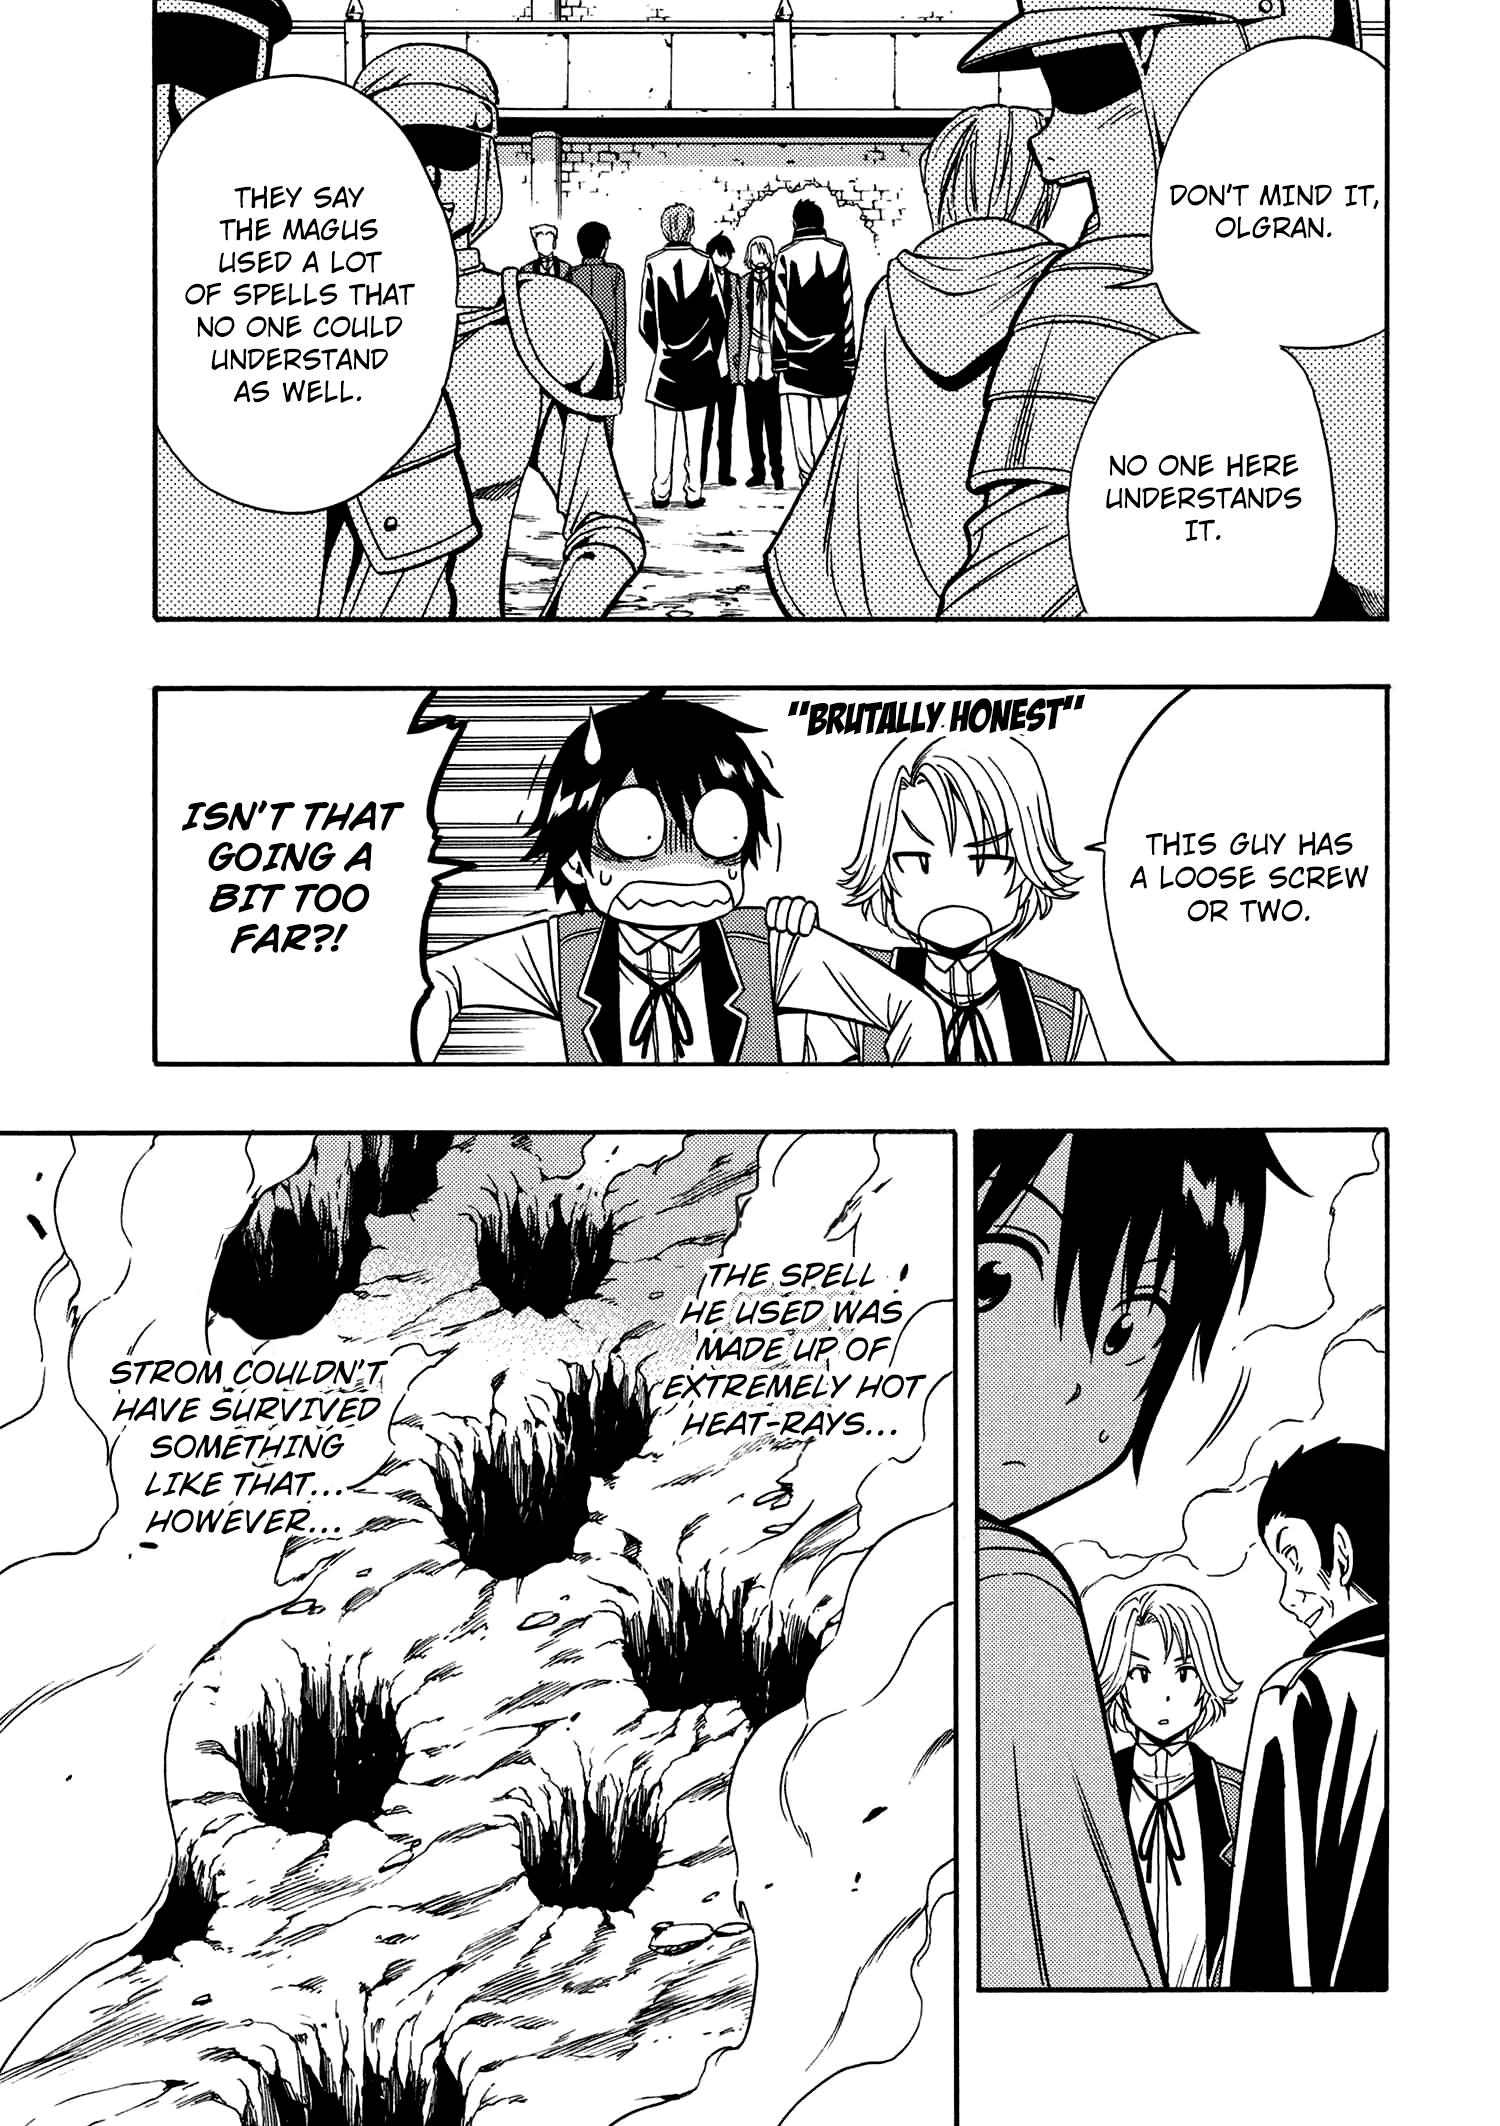 DON'T MIND IT,
OLGRAN.
NO ONE HERE
UNDERSTANDS
IT.
THEY SAY
THE MAGUS
USED A LOT
OF SPELLS THAT
NO ONE COULD
UNDERSTAND
AS WELL.
"BRUTALLY HONEST"
THIS GUY HAS
A LOOSE SCREW
OR TWO.
ISN'T THAT
GOING A
BIT TOO
FAR?!
THE SPELL
HE USED WAS
MADE UP OF
EXTREMELY HOT
HEAT-RAYS...
STROM COULDN'T
HAVE SURVIVED
SOMETHING
LIKE THAT...
HOWEVER...